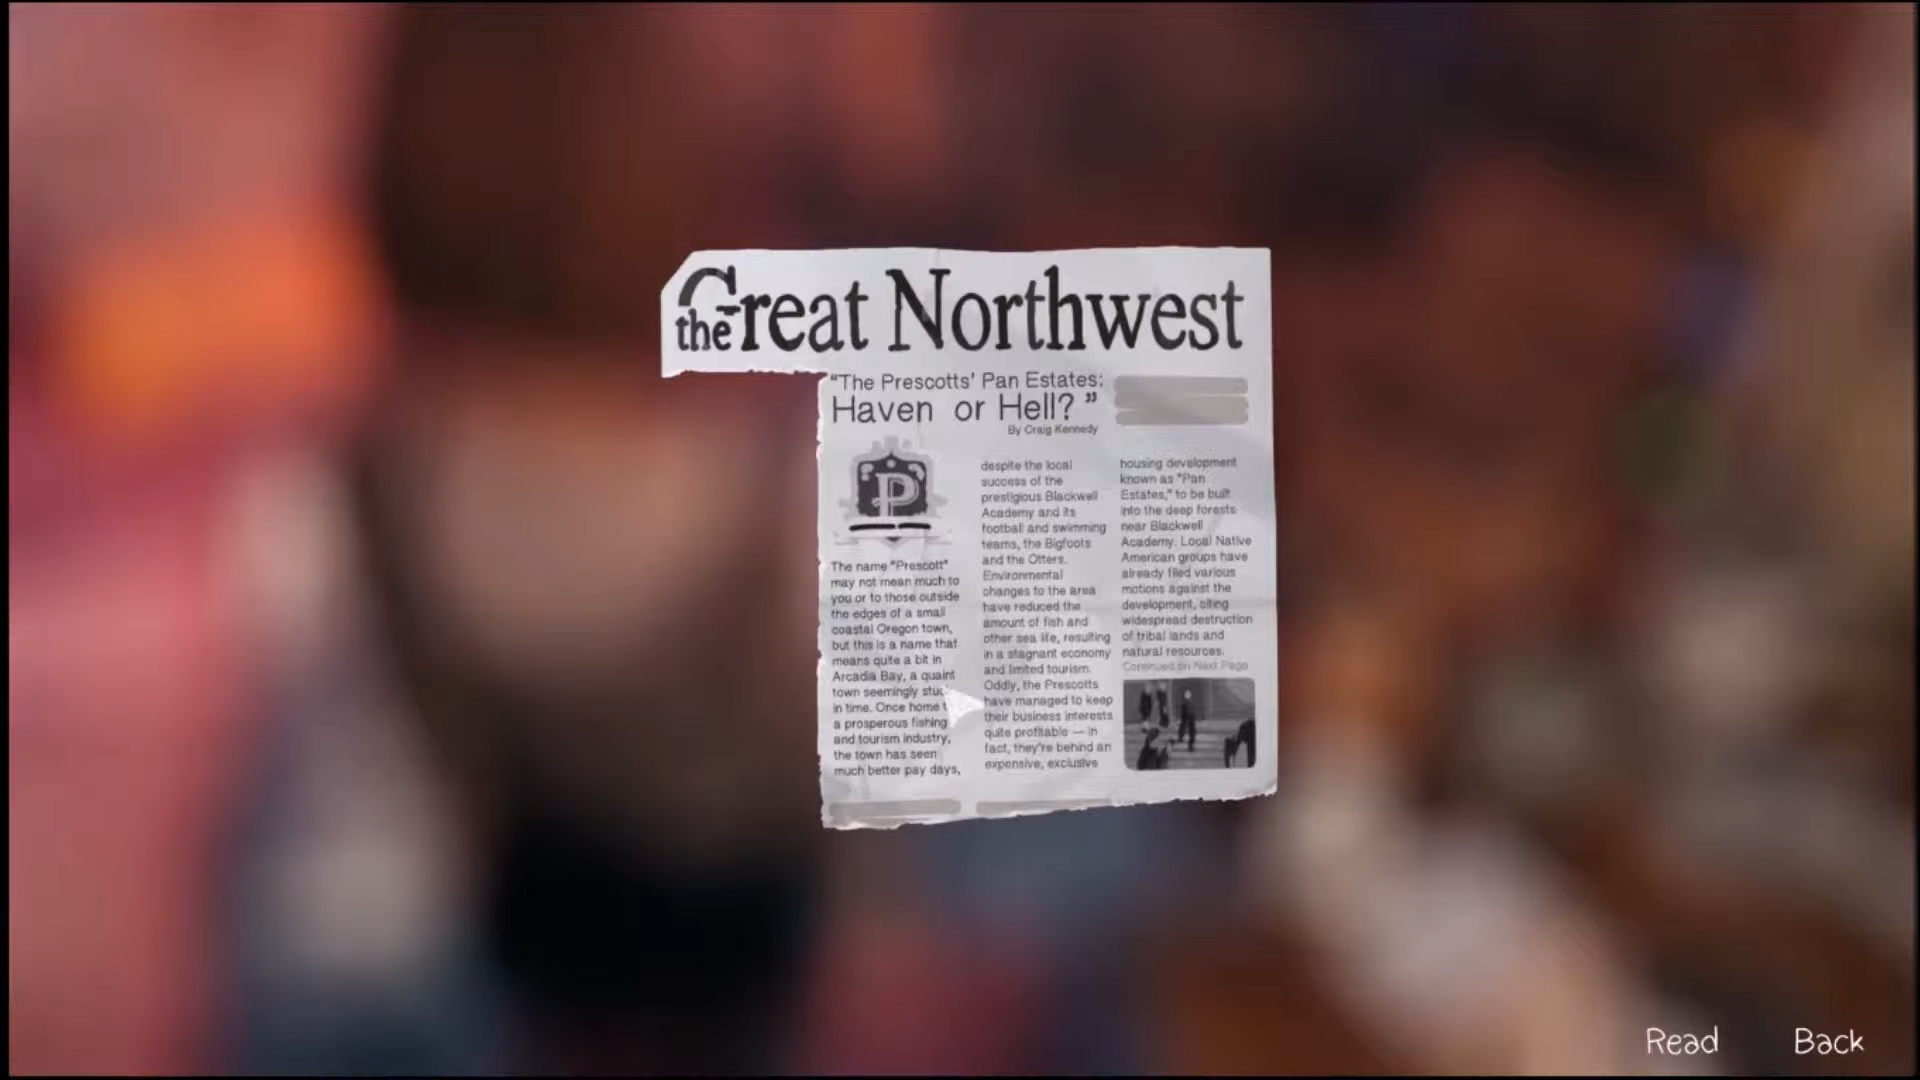 the Great Northwest
"The Prescotts' Pan Estates:
Haven or Hell? "
By Craig Kennedy
P
The name "Prescott"
may not mean much to
you or to those outside
the edges of a small
coastal Oregon town,
but this is a name that
means quite a bit in
Arcadia Bay, a quaint
town seemingly
in time. Once home
a prosperous fishing
and tourism industry,
the town has seen
much better pay days,
despite the local
success of the
prestigious Blackwell
Academy and its
football and swimming
teams, the Bigfoots
and the Otters.
Environmental
changes to the area
have reduced the
amount of fish and
other sea life, resulting
in a stagnant economy
and limited tourism.
Oddly, the Prescotts
have managed to keep
their business interests
quite profitable — in
fact, they're behind an
expensive, exclusive
housing development
known as "Pan
Estates," to be built
into the deep forests
near Blackwell
Academy. Local Native
American groups have
already filed various
motions against the
development, citing
widespread destruction
of tribal lands and
natural resources.
Continued on Next Page
Read Back